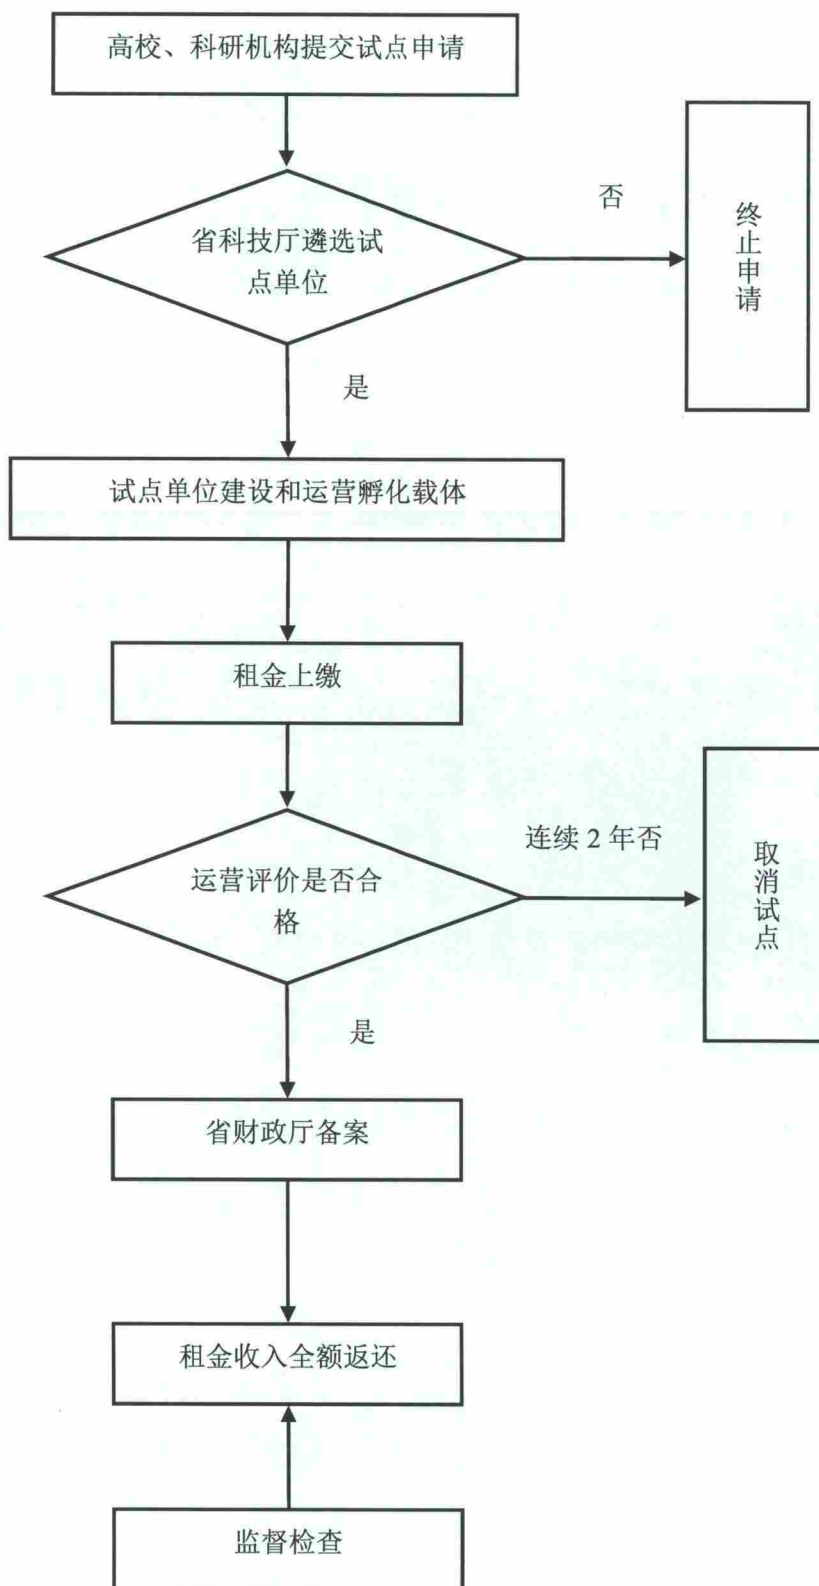 高校、科研机构提交试点申请
省科技厅遴选试
点单位
否
终止申请
是
试点单位建设和运营孵化载体
租金上缴
运营评价是否合
格
连续 2 年否
取消试点
是
省财政厅备案
租金收入全额返还
监督检查